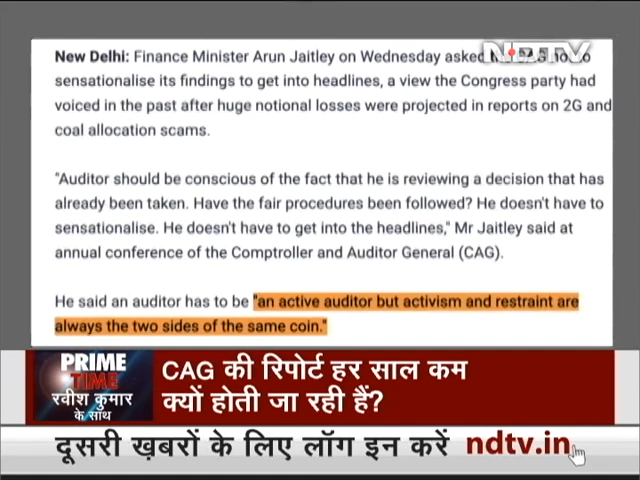 NDTV
New Delhi: Finance Minister Arun Jaitley on Wednesday asked
sensationalise its findings to get into headlines, a view the Congress party had
voiced in the past after huge notional losses were projected in reports on 2G and
coal allocation scams.
"Auditor should be conscious of the fact that he is reviewing a decision that has
already been taken. Have the fair procedures been followed? He doesn't have to
sensationalise. He doesn't have to get into the headlines," Mr Jaitley said at
annual conference of the Comptroller and Auditor General (CAG).
He said an auditor has to be "an active auditor but activism and restraint are
always the two sides of the same coin."
PRIME
TIME
रवीश कुमार
के साथ
CAG की रिपोर्ट हर साल कम
क्यों होती जा रही हैं?
दूसरी ख़बरों के लिए लॉग इन करें ndtv.in